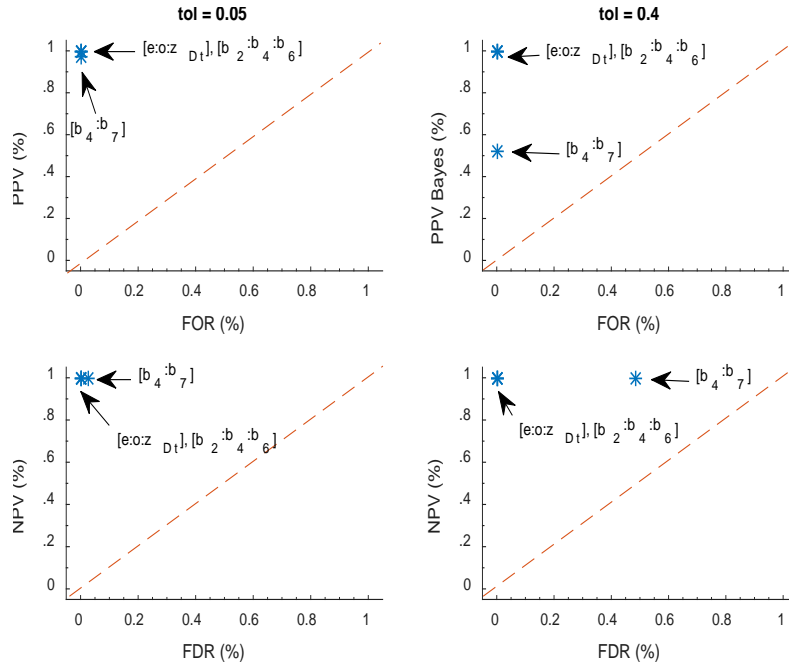 tol = 0.05
PPV (%)
1
.8
.6
.4
.2
0
[e:o:z Dt], [b 2 :b 4 :b 6 ]
[b 4 :b 7 ]
0 0.2 0.4 0.6 0.8 1
FOR (%)
tol = 0.4
PPV Bayes (%)
1
.8
.6
.4
.2
0
[e:o:z Dt], [b 2 :b 4 :b 6 ]
[b 4 :b 7 ]
0 0.2 0.4 0.6 0.8 1
FOR (%)
NPV (%)
1
.8
.6
.4
.2
0
[b 4 :b 7 ]
[e:o:z Dt], [b 2 :b 4 :b 6 ]
0 0.2 0.4 0.6 0.8 1
FDR (%)
NPV (%)
1
.8
.6
.4
.2
0
[b 4 :b 7 ]
[e:o:z Dt], [b 2 :b 4 :b 6 ]
0 0.2 0.4 0.6 0.8 1
FDR (%)